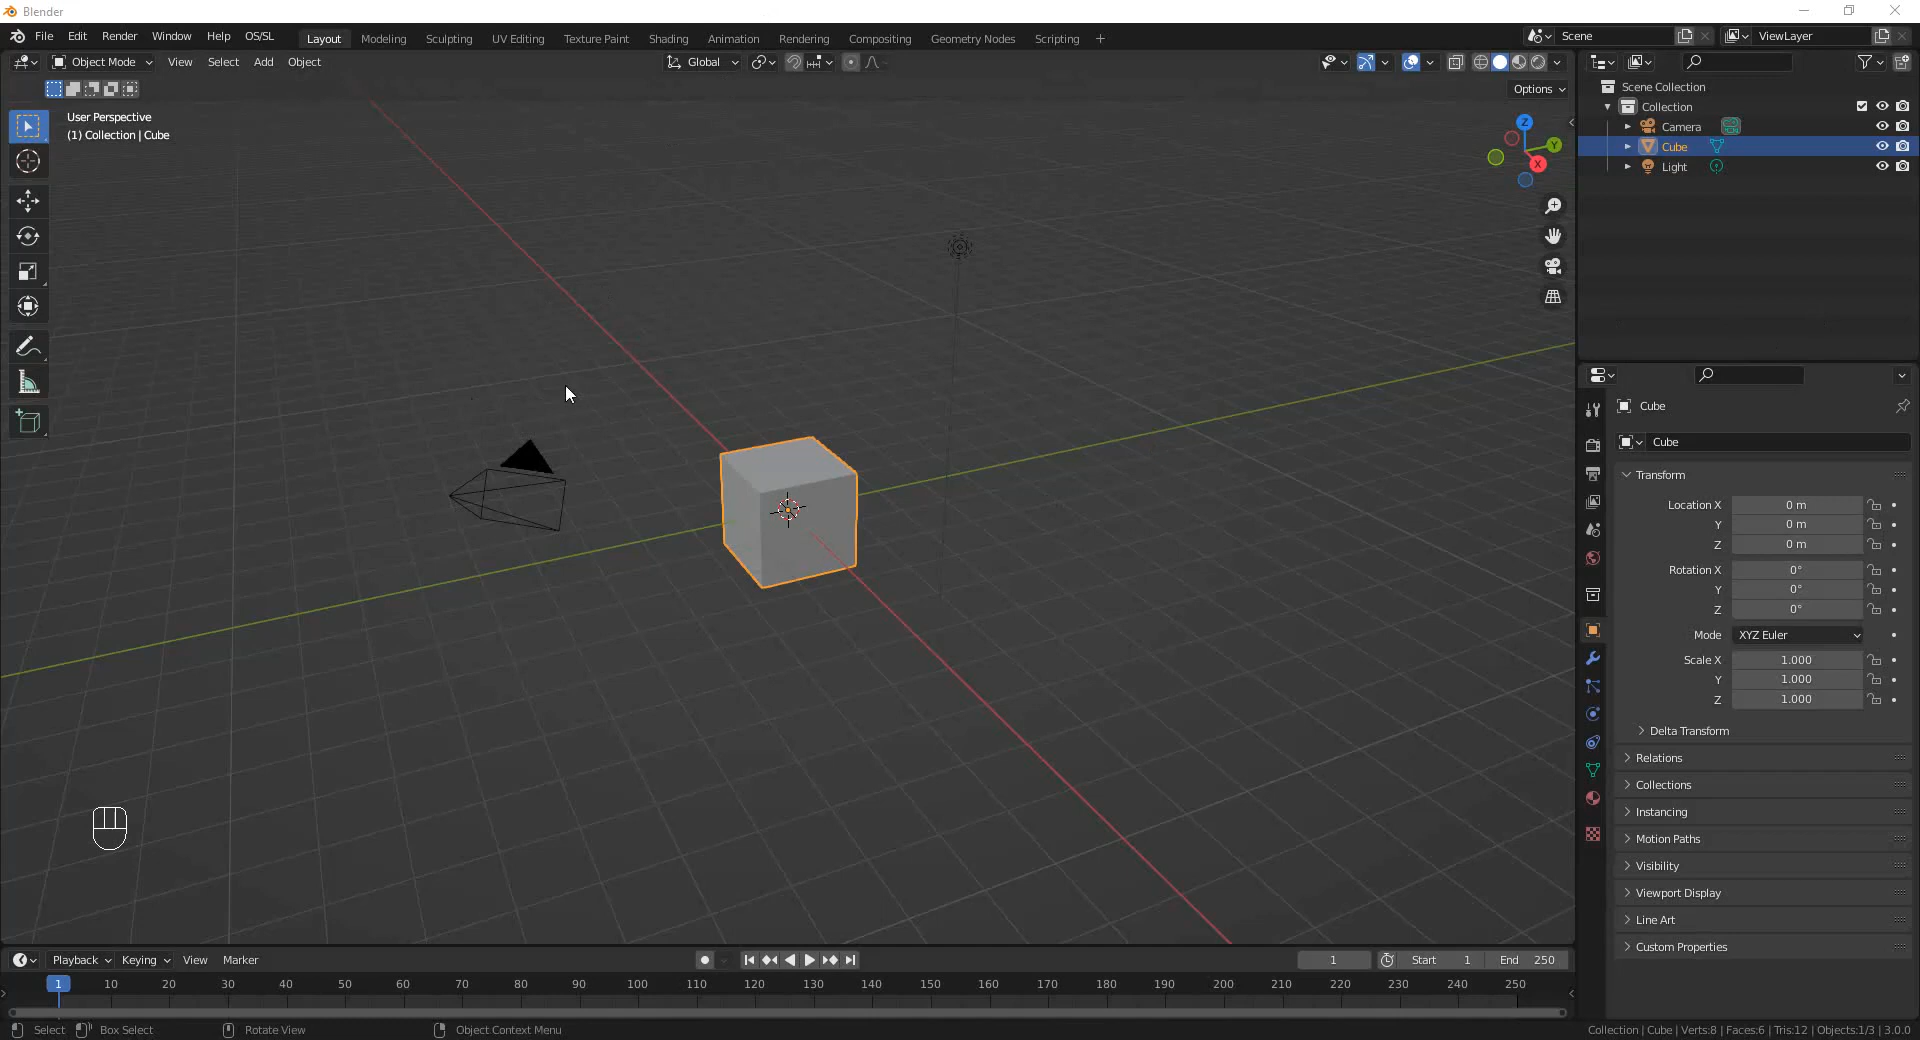 Blender
File Edit Render Window Help OS/SL Layout Modeling Sculpting UV Editing Texture Paint Shading Animation Rendering Compositing Geometry Nodes Scripting + Scene ViewLayer
Object Mode View Select Add Object Global
Options
User Perspective
(1) Collection | Cube
Z
Y
X
Scene Collection
Collection
Camera
Cube
Light
Cube
Cube
Transform
Location X 0 m
Y 0 m
Z 0 m
Rotation X 0°
Y 0°
Z 0°
Mode XYZ Euler
Scale X 1.000
Y 1.000
Z 1.000
Delta Transform
Relations
Collections
Instancing
Motion Paths
Visibility
Viewport Display
Line Art
Custom Properties
Playback Keying View Marker 1 Start 1 End 250
1 10 20 30 40 50 60 70 80 90 100 110 120 130 140 150 160 170 180 190 200 210 220 230 240 250
Select Box Select Rotate View Object Context Menu Collection | Cube | Verts:8 | Faces:6 | Tris:12 | Objects:1/3 | 3.0.0